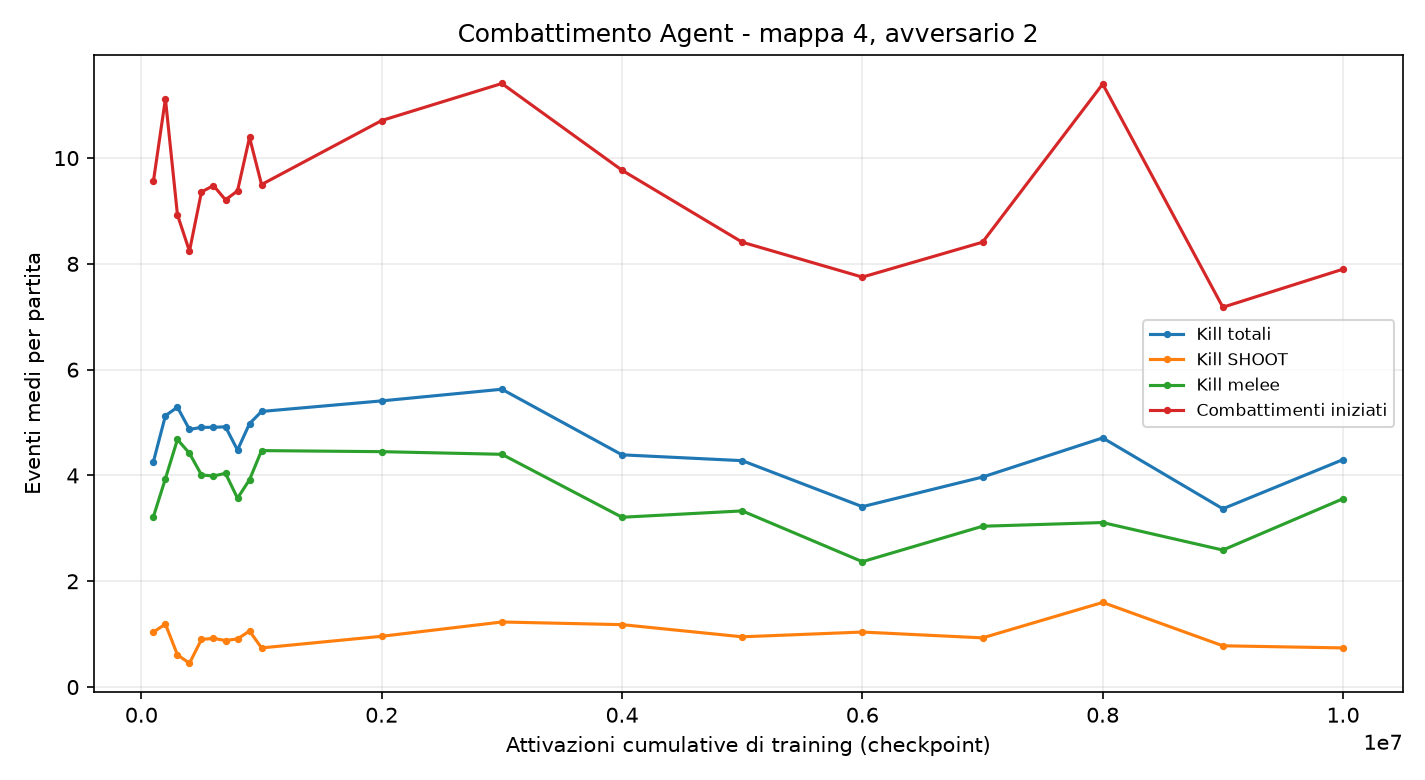 Combattimento Agent - mappa 4, avversario 2
Eventi medi per partita
10
8
6
4
2
0
Kill totali
Kill SHOOT
Kill melee
Combattimenti iniziati
0.0 0.2 0.4 0.6 0.8 1.0
1e7
Attivazioni cumulative di training (checkpoint)